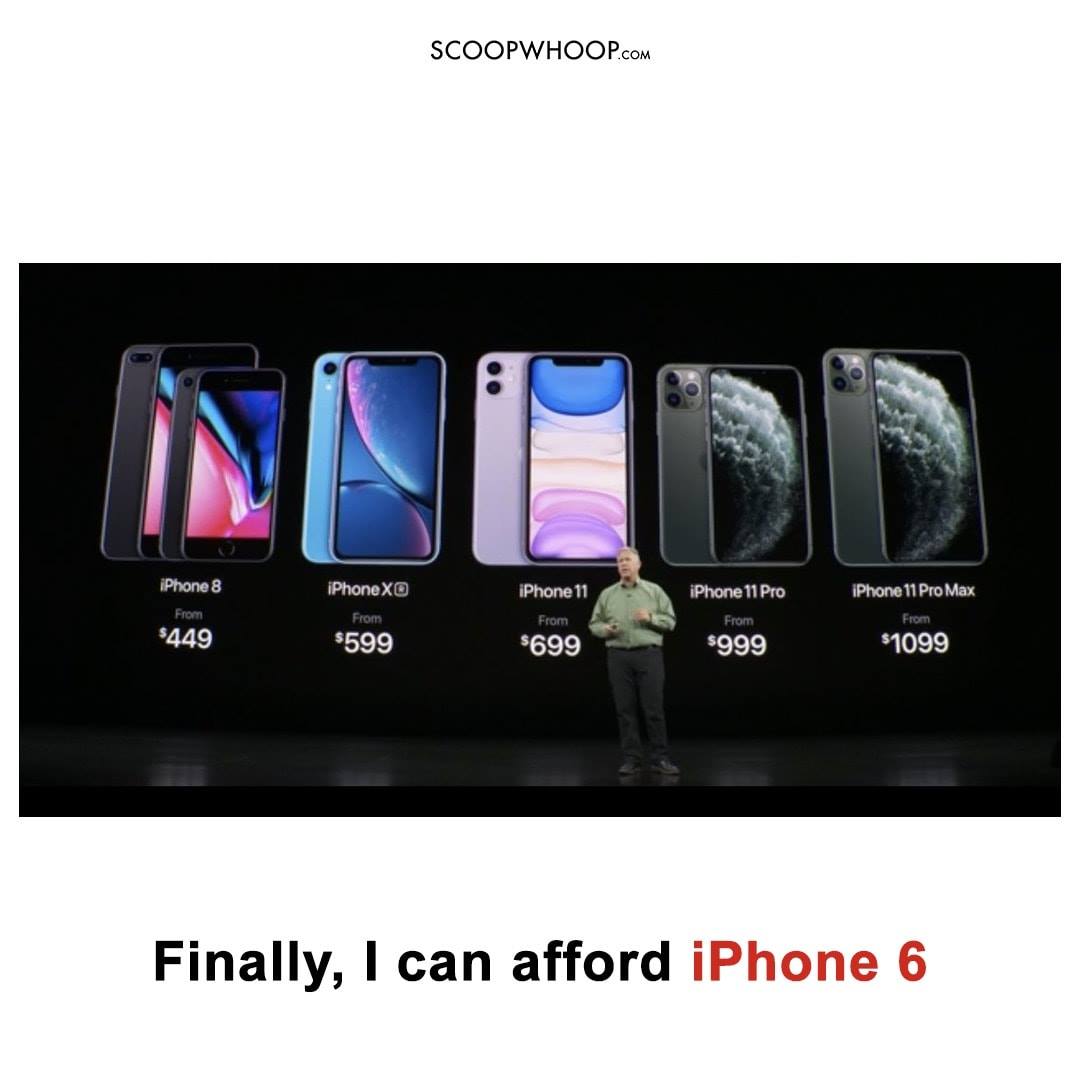 SCOOPWHOOP.COM
iPhone 8
From
$449
iPhone XR
From
$599
iPhone 11
From
$699
iPhone 11 Pro
From
$999
iPhone 11 Pro Max
From
$1099
Finally, I can afford iPhone 6